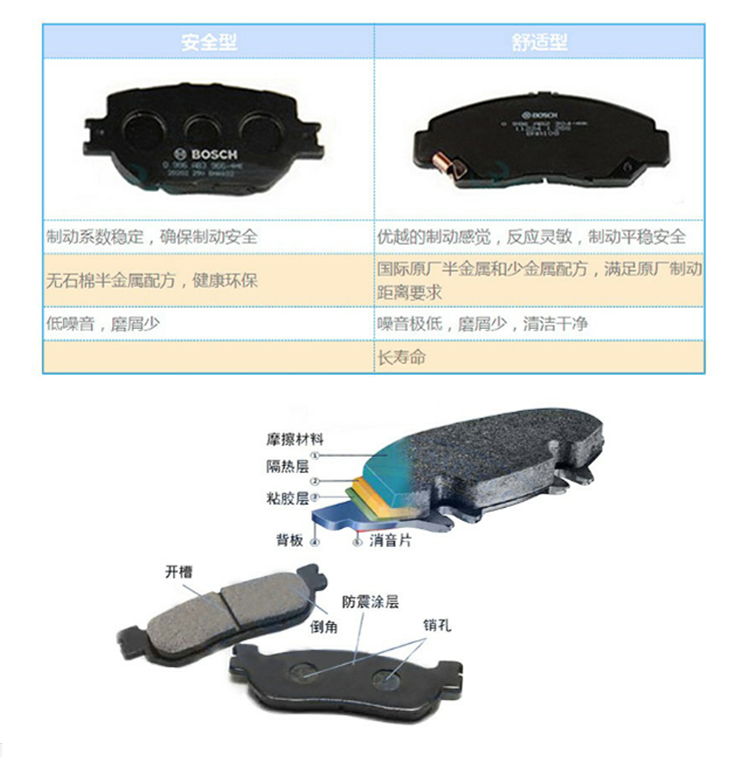 安全型
舒适型
BOSCH
BOSCH
制动系数稳定，确保制动安全
优越的制动感觉，反应灵敏，制动平稳安全
无石棉半金属配方，健康环保
国际原厂半金属和少金属配方，满足原厂制动
距离要求
低噪音，磨屑少
噪音极低，磨屑少，清洁干净
长寿命
摩擦材料
①
隔热层
②
粘胶层③
背板
④
⑤
消音片
开槽
倒角
防震涂层
销孔